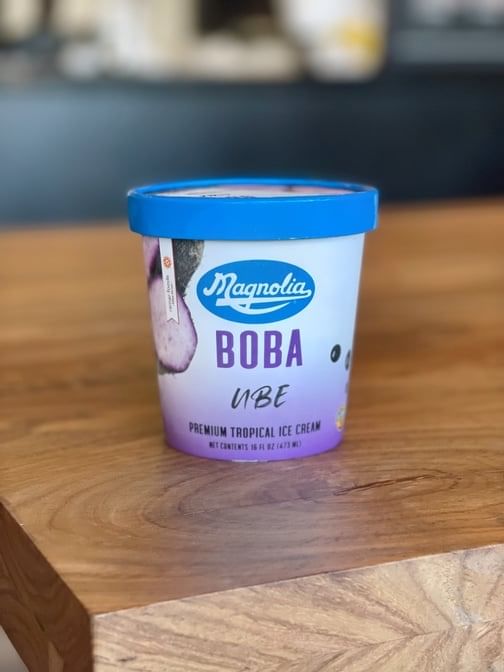 Magnolia
BOBA
UBE
PREMIUM TROPICAL ICE CREAM
NET CONTENTS 16 FL OZ (473 ML)